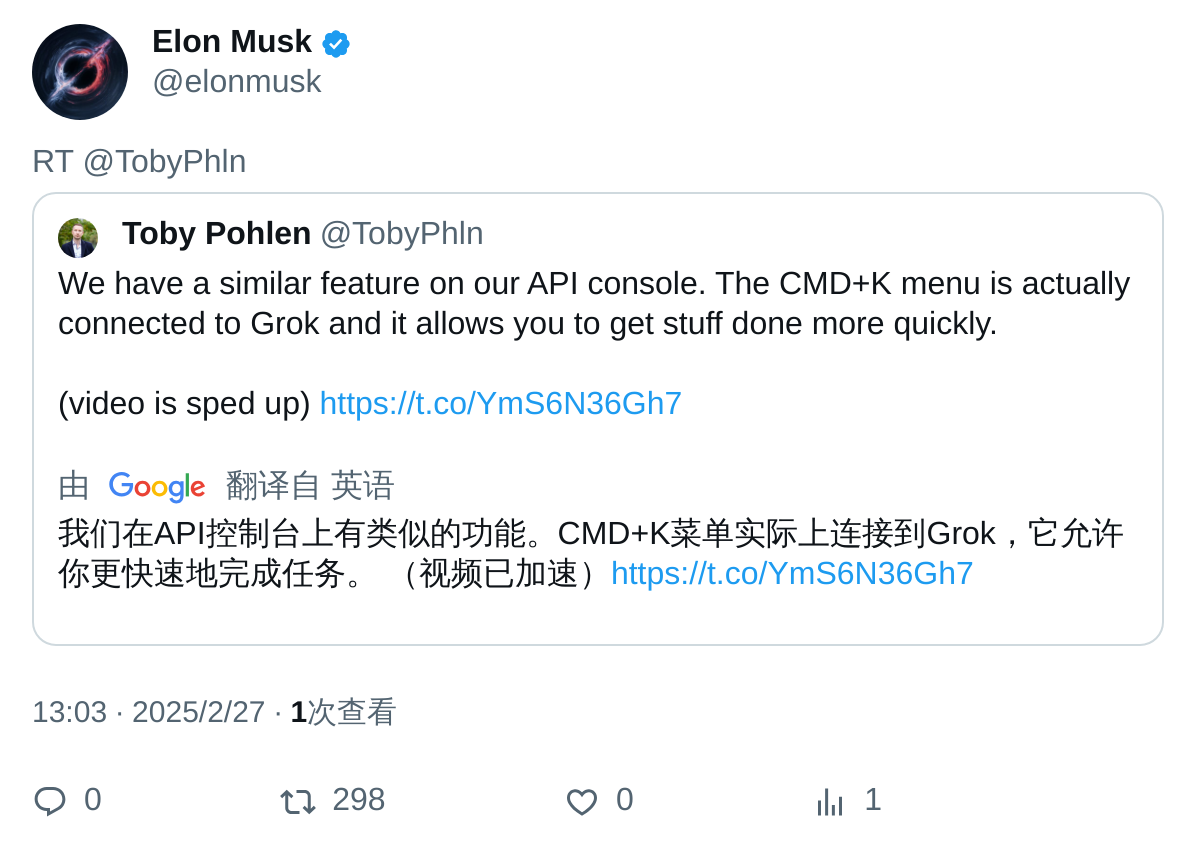 Elon Musk
@elonmusk
RT @TobyPhln
Toby Pohlen @TobyPhln
We have a similar feature on our API console. The CMD+K menu is actually
connected to Grok and it allows you to get stuff done more quickly.
(video is sped up) https://t.co/YmS6N36Gh7
由 Google 翻译自 英语
我们在API控制台上有类似的功能。CMD+K菜单实际上连接到Grok，它允许
你更快速地完成任务。 （视频已加速）https://t.co/YmS6N36Gh7
13:03 · 2025/2/27 · 1次查看
0 298 0 1